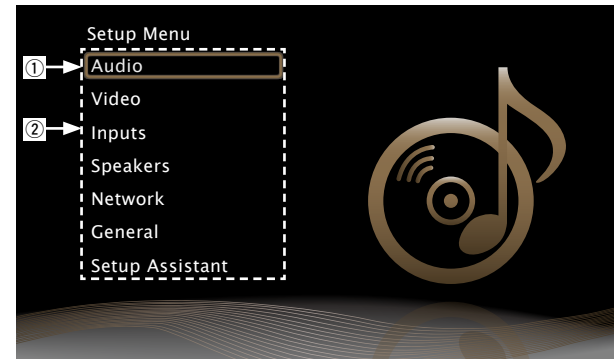 Setup Menu
① Audio
Video
② Inputs
Speakers
Network
General
Setup Assistant